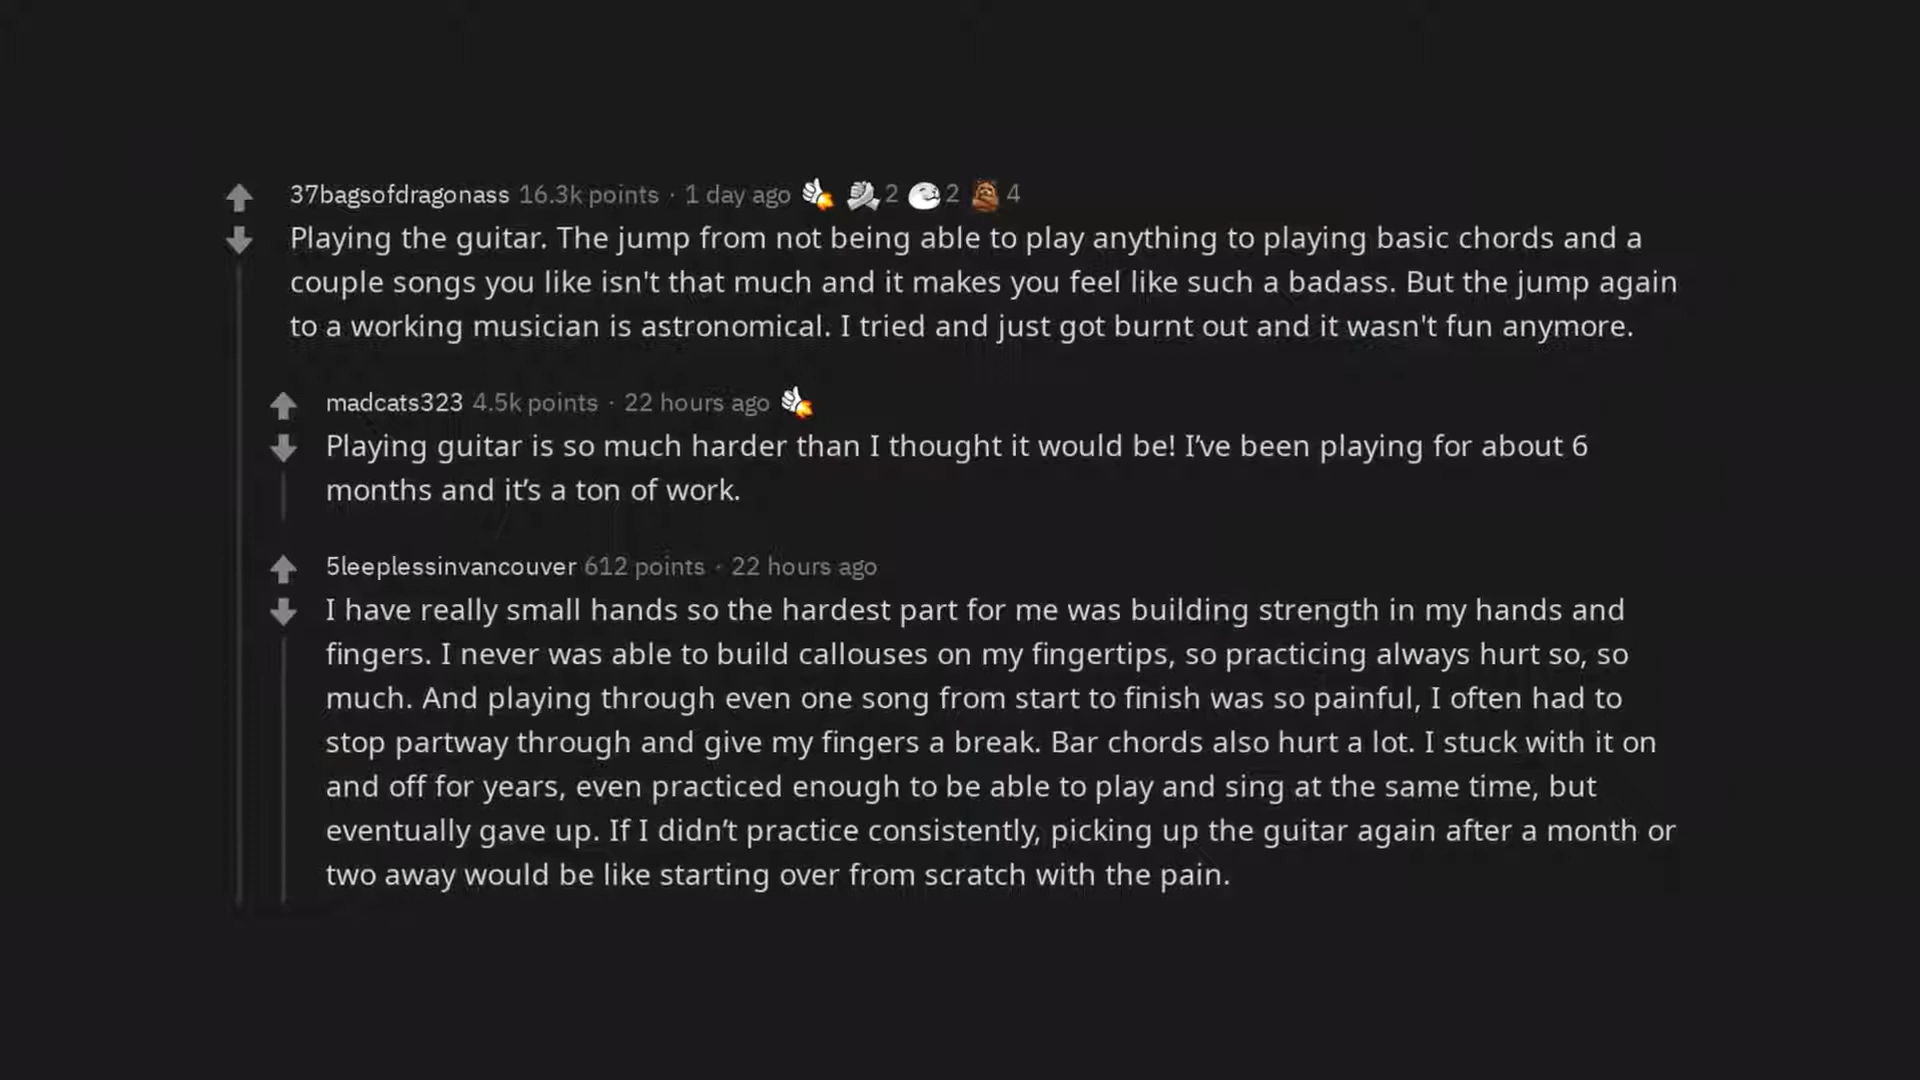 37bagsofdragonass 16.3k points · 1 day ago 2 2 4
Playing the guitar. The jump from not being able to play anything to playing basic chords and a
couple songs you like isn't that much and it makes you feel like such a badass. But the jump again
to a working musician is astronomical. I tried and just got burnt out and it wasn't fun anymore.
madcats323 4.5k points · 22 hours ago
Playing guitar is so much harder than I thought it would be! I’ve been playing for about 6
months and it’s a ton of work.
5leeplessinvancouver 612 points · 22 hours ago
I have really small hands so the hardest part for me was building strength in my hands and
fingers. I never was able to build callouses on my fingertips, so practicing always hurt so, so
much. And playing through even one song from start to finish was so painful, I often had to
stop partway through and give my fingers a break. Bar chords also hurt a lot. I stuck with it on
and off for years, even practiced enough to be able to play and sing at the same time, but
eventually gave up. If I didn’t practice consistently, picking up the guitar again after a month or
two away would be like starting over from scratch with the pain.